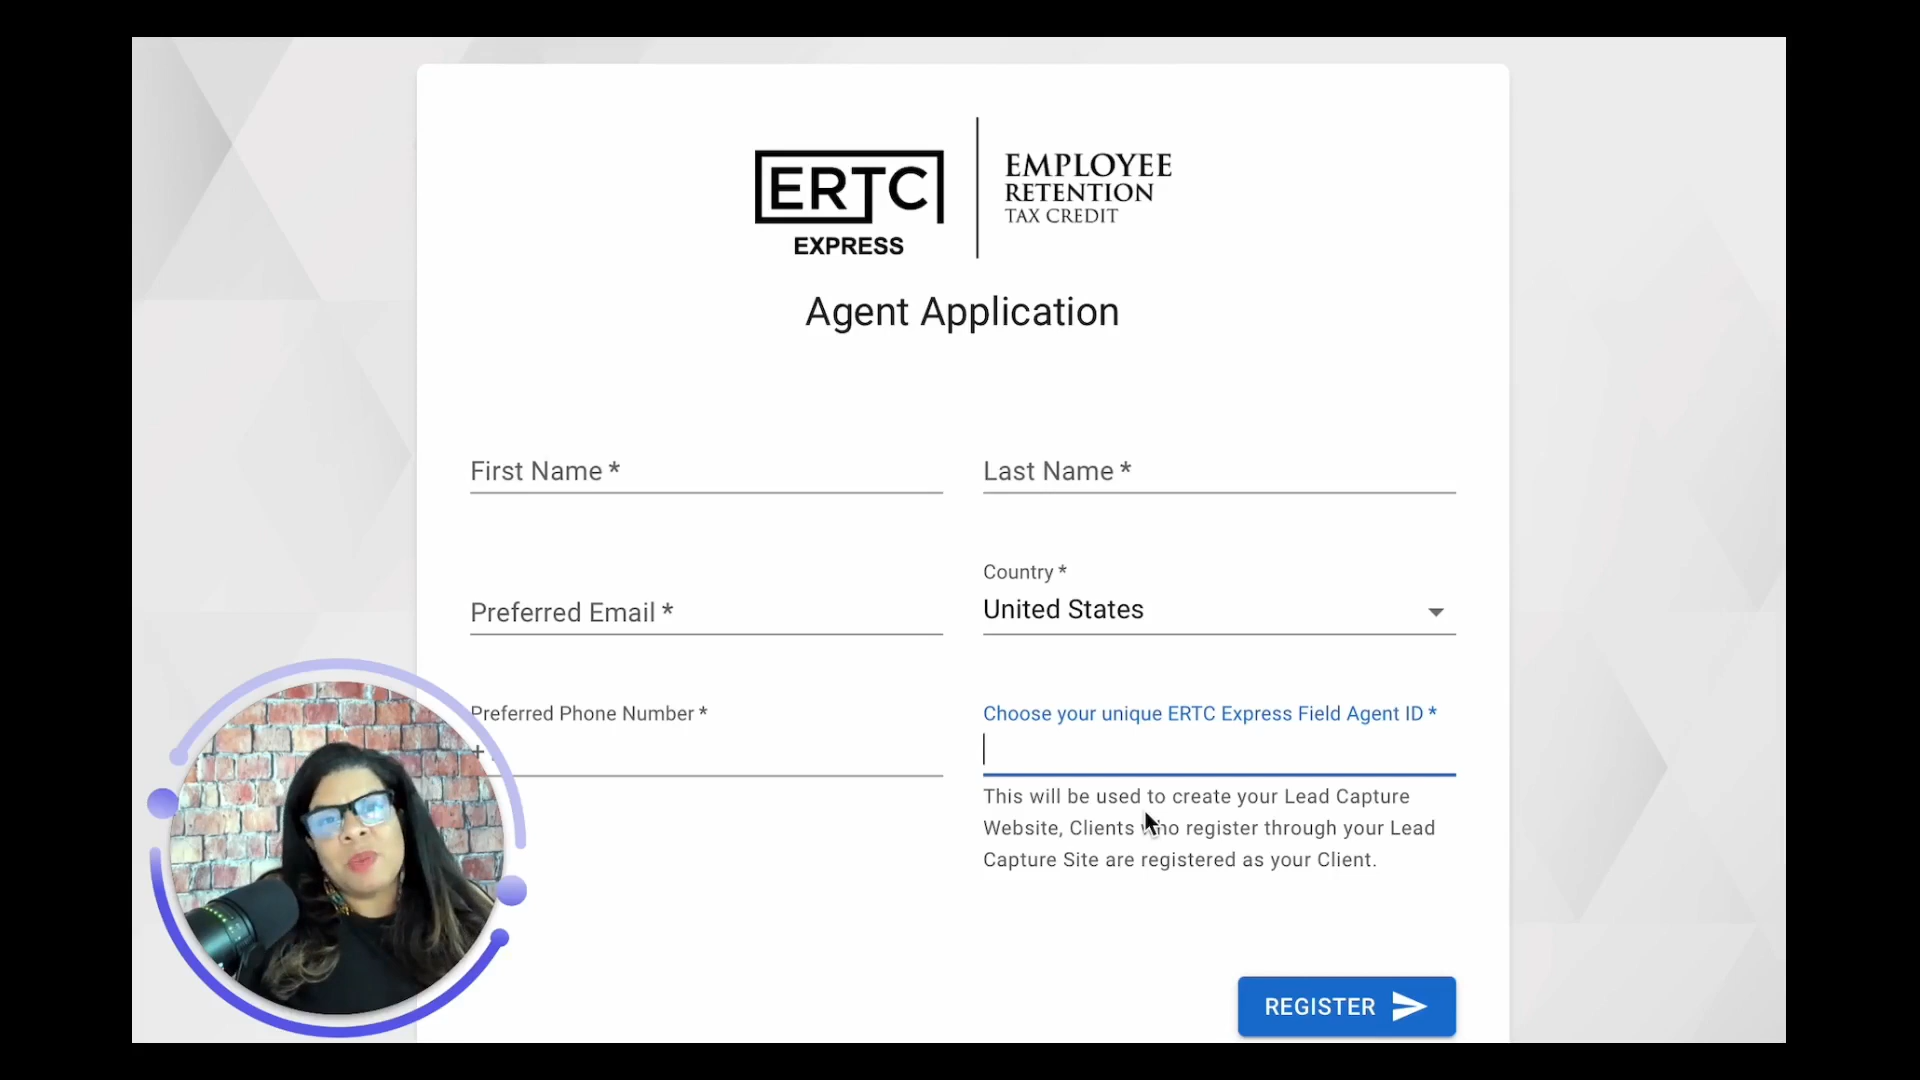 ERTC
EXPRESS
EMPLOYEE
RETENTION
TAX CREDIT
Agent Application
First Name *
Last Name *
Preferred Email *
Country *
United States
Preferred Phone Number *
+
Choose your unique ERTC Express Field Agent ID *
This will be used to create your Lead Capture
Website, Clients who register through your Lead
Capture Site are registered as your Client.
REGISTER